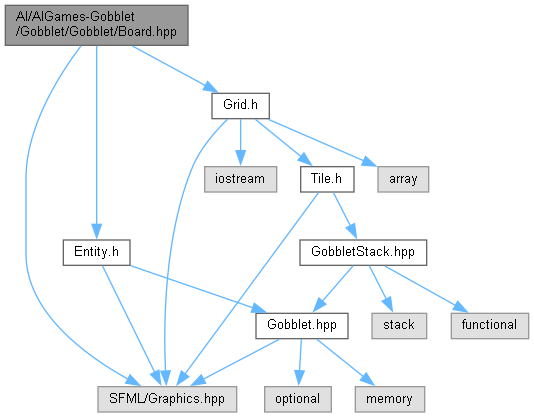 AI/AIGames-Gobblet
/Gobblet/Gobblet/Board.hpp
Grid.h
iostream
Tile.h
array
Entity.h
GobbletStack.hpp
Gobblet.hpp
stack
functional
SFML/Graphics.hpp
optional
memory